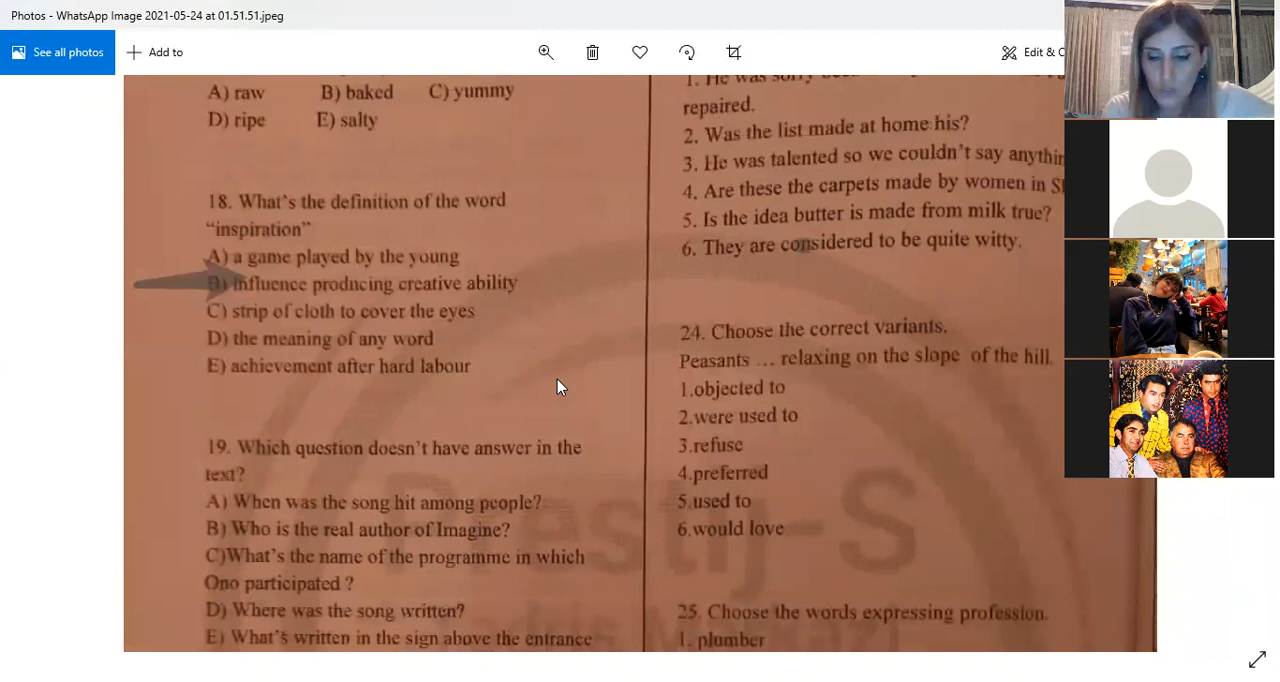 Photos - WhatsApp Image 2021-05-24 at 01.51.51.jpeg
See all photos
Add to
Edit & C
A) raw B) baked C) yummy
D) ripe E) salty
18. What's the definition of the word
"inspiration"
A) a game played by the young
B) influence producing creative ability
C) strip of cloth to cover the eyes
D) the meaning of any word
E) achievement after hard labour
19. Which question doesn't have answer in the
text?
A) When was the song hit among people?
B) Who is the real author of Imagine?
C)What's the name of the programme in which
Ono participated ?
D) Where was the song written?
E) What's written in the sign above the entrance
1. He was sorry
repaired.
2. Was the list made at home his?
3. He was talented so we couldn't say anythin
4. Are these the carpets made by women in S
5. Is the idea butter is made from milk true?
6. They are considered to be quite witty.
24. Choose the correct variants.
Peasants ... relaxing on the slope of the hill.
1.objected to
2.were used to
3.refuse
4.preferred
5.used to
6.would love
25. Choose the words expressing profession.
1. plumber
Prestij-S